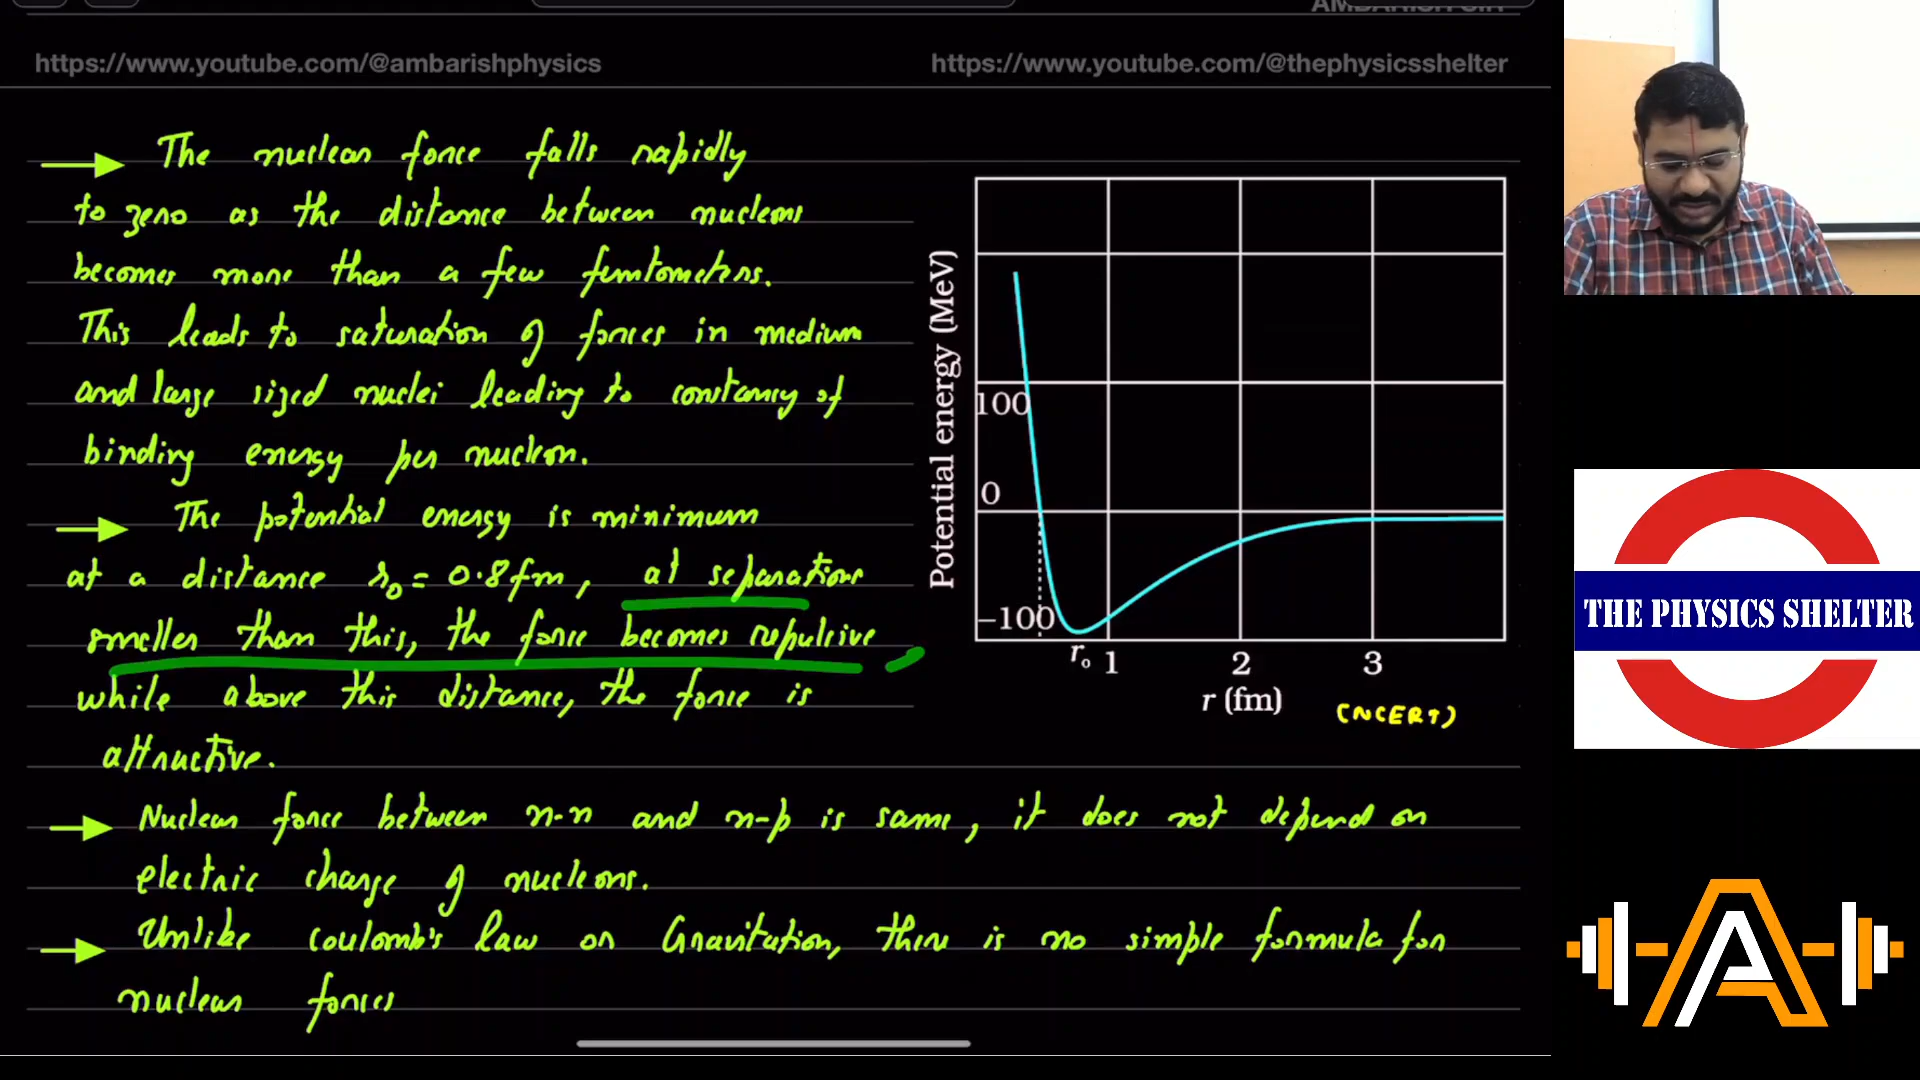 https://www.youtube.com/@ambarishphysics
https://www.youtube.com/@thephysicsshelter
The nuclear force falls rapidly
to zero as the distance between nucleons
becomes more than a few femtometers.
This leads to saturation of forces in medium
and large sized nuclei leading to constancy of
binding energy per nucleon.
The potential energy is minimum
at a distance r₀ = 0.8fm, at separations
smaller than this, the force becomes repulsive
while above this distance, the force is
attractive.
Nuclear force between n-n and n-p is same, it does not depend on
electric charge of nucleons.
Unlike Coulomb's law or Gravitation, there is no simple formula for
nuclear forces
Potential energy (MeV)
100
0
−100
r₀ 1 2 3
r (fm)
(NCERT)
THE PHYSICS SHELTER
A